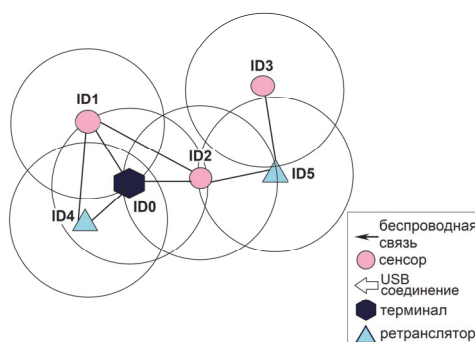 ID3
ID1
ID2
ID5
ID4
ID0
беспроводная
связь
сенсор
USB
соединение
терминал
ретранслятор